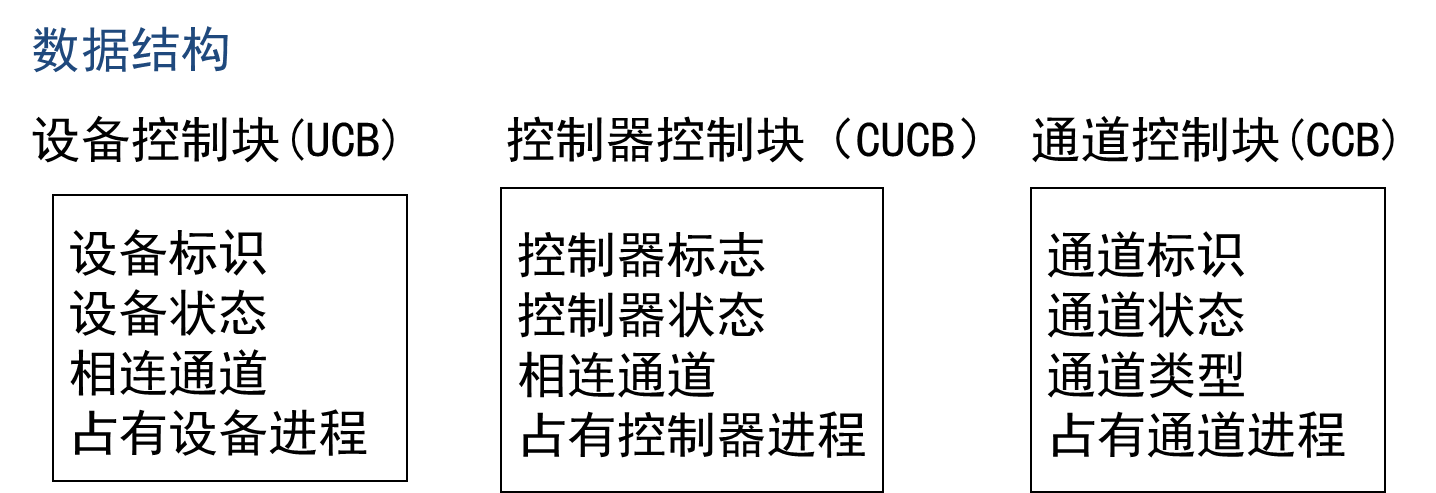 数据结构
设备控制块(UCB)
控制器控制块（CUCB）
通道控制块(CCB)
设备标识
设备状态
相连通道
占有设备进程
控制器标志
控制器状态
相连通道
占有控制器进程
通道标识
通道状态
通道类型
占有通道进程